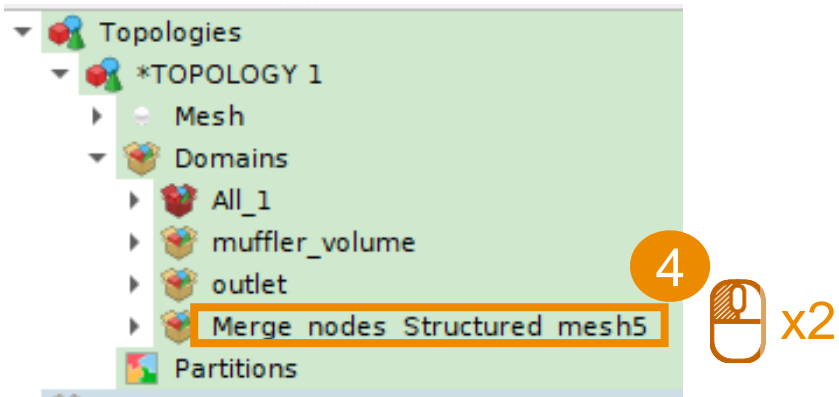 Topologies
*TOPOLOGY 1
Mesh
Domains
All_1
muffler_volume
outlet
4
Merge nodes Structured mesh5
x2
Partitions